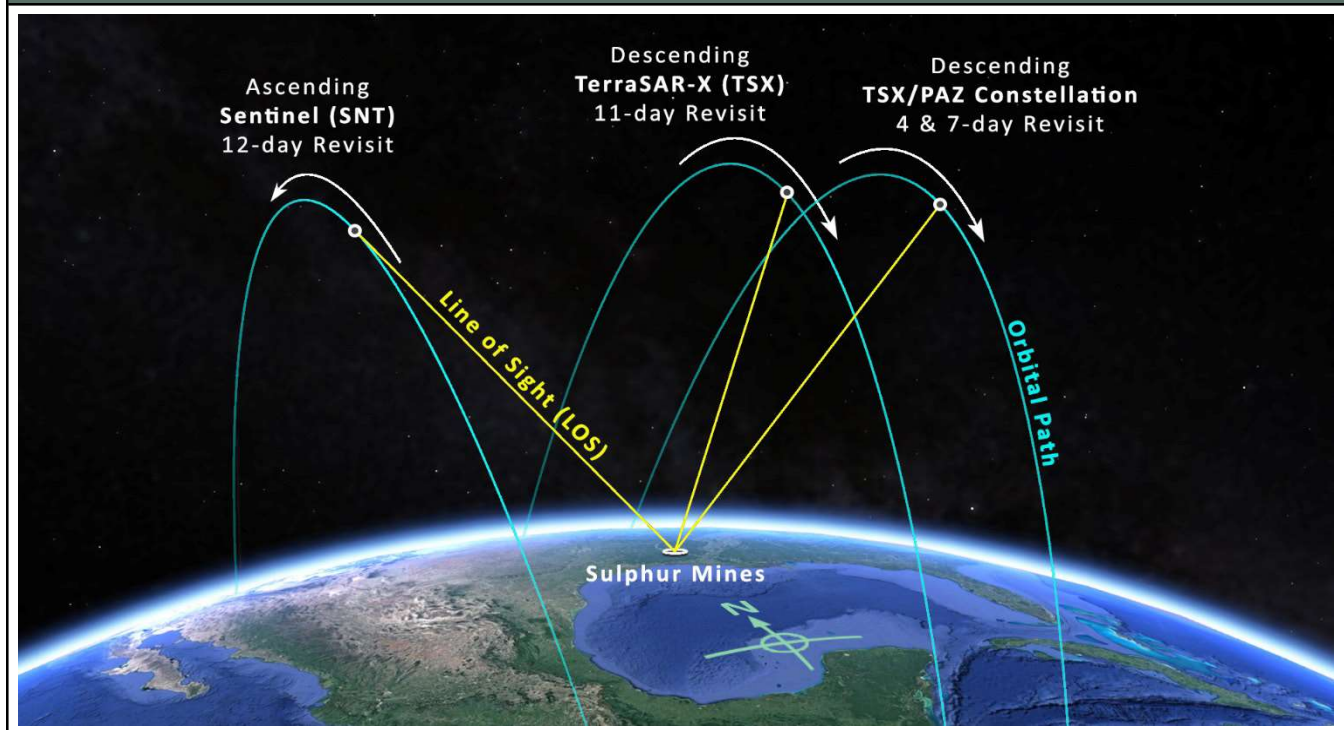 Ascending
Sentinel (SNT)
12-day Revisit
Descending
TerraSAR-X (TSX)
11-day Revisit
Descending
TSX/PAZ Constellation
4 & 7-day Revisit
Line of Sight (LOS)
Orbital Path
Sulphur Mines
N